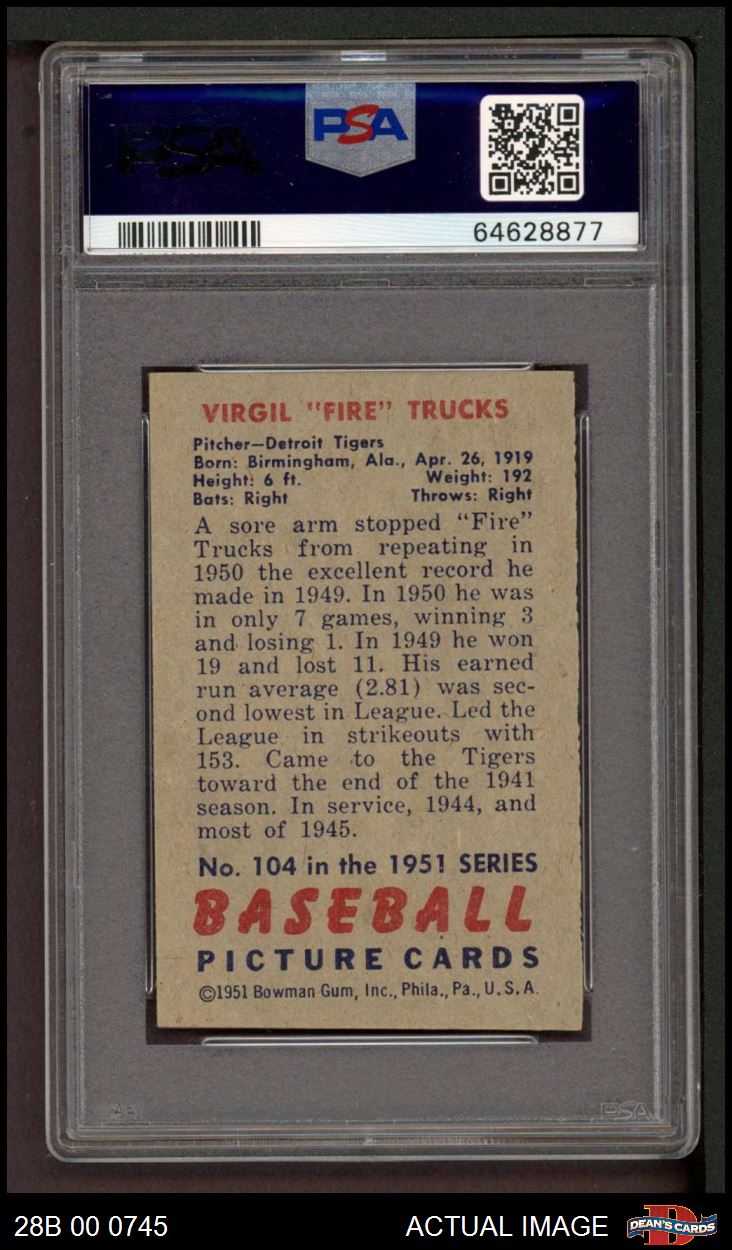 PSA
PSA
64628877
VIRGIL "FIRE" TRUCKS
Pitcher—Detroit Tigers
Born: Birmingham, Ala., Apr. 26, 1919
Height: 6 ft. Weight: 192
Bats: Right Throws: Right
A sore arm stopped “Fire”
Trucks from repeating in
1950 the excellent record he
made in 1949. In 1950 he was
in only 7 games, winning 3
and losing 1. In 1949 he won
19 and lost 11. His earned
run average (2.81) was sec-
ond lowest in League. Led the
League in strikeouts with
153. Came to the Tigers
toward the end of the 1941
season. In service, 1944, and
most of 1945.
No. 104 in the 1951 SERIES
BASEBALL
PICTURE CARDS
©1951 Bowman Gum, Inc., Phila., Pa., U.S.A.
PSA
28B 00 0745 ACTUAL IMAGE DEAN'S CARDS